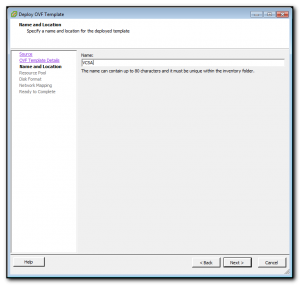 Deploy OVF Template
Name and Location
Specify a name and location for the deployed template
Source
OVF Template Details
Name and Location
Resource Pool
Disk Format
Network Mapping
Ready to Complete
Name:
VCSA
The name can contain up to 80 characters and it must be unique within the inventory folder.
Help
< Back
Next >
Cancel